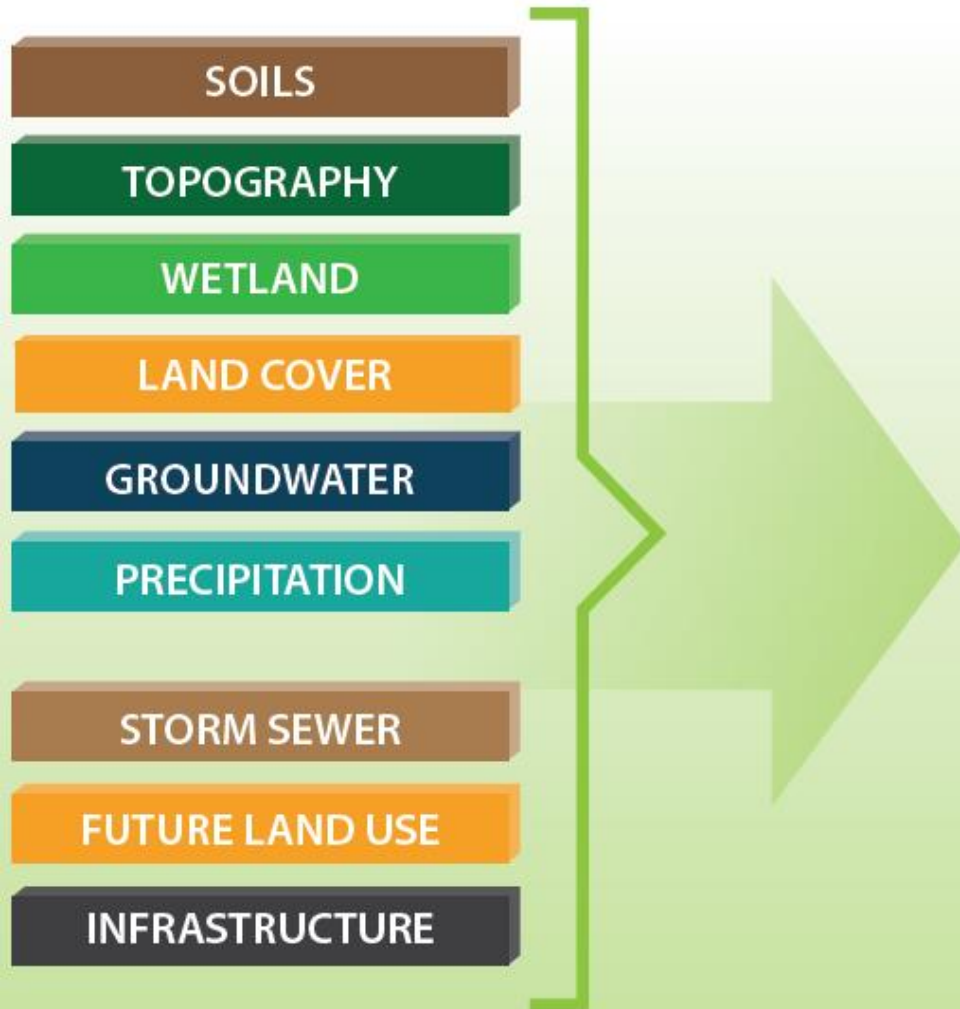 SOILS
TOPOGRAPHY
WETLAND
LAND COVER
GROUNDWATER
PRECIPITATION
STORM SEWER
FUTURE LAND USE
INFRASTRUCTURE